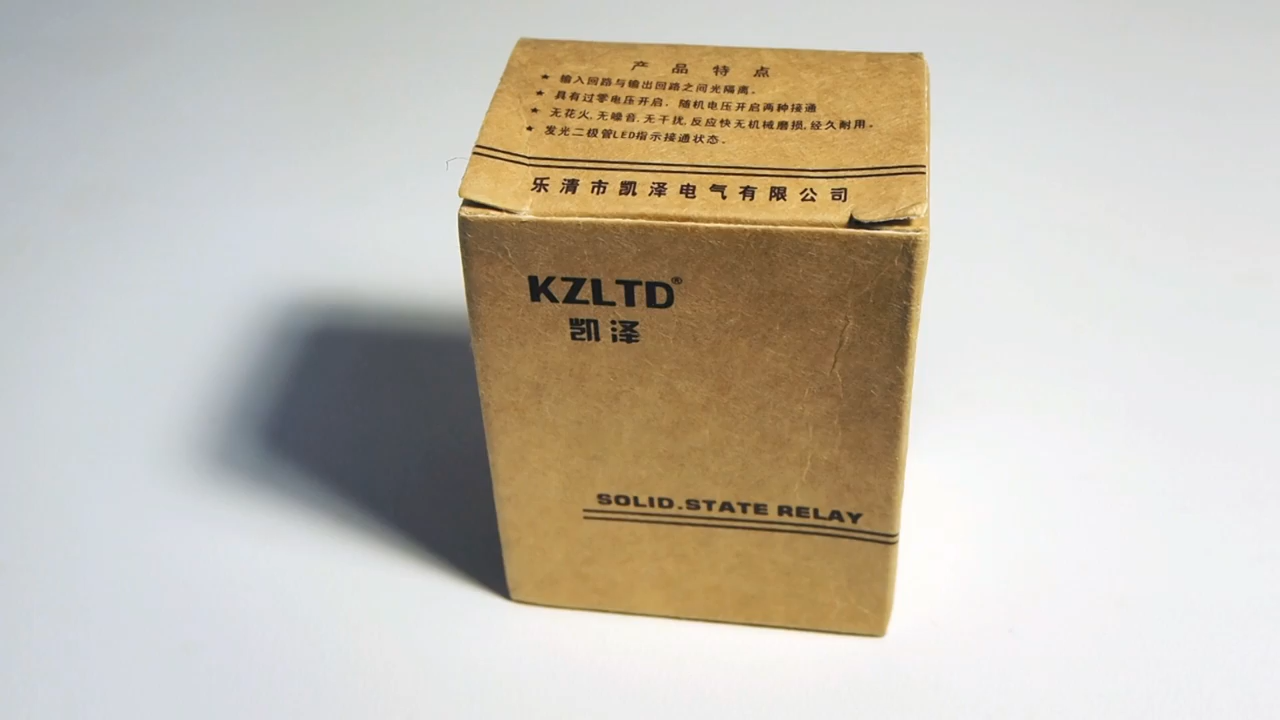 产品特点
★ 输入回路与输出回路之间光隔离。
★ 具有过零电压开启，随机电压开启两种接通
★ 无花火,无噪音,无干扰,反应快无机械磨损,经久耐用。
★ 发光二极管LED指示接通状态。
乐清市凯泽电气有限公司
KZLTD®
凯泽
SOLID.STATE RELAY